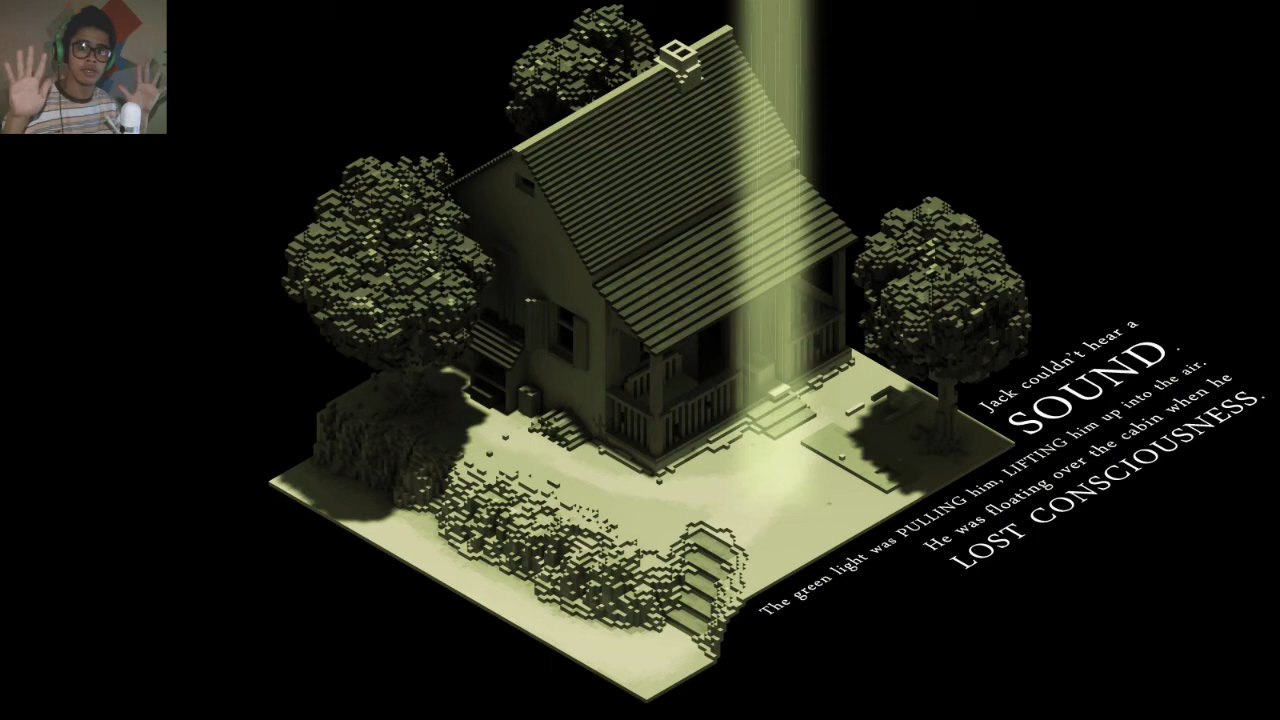 Jack couldn't hear a
SOUND.
The green light was PULLING him, LIFTING him up into the air.
He was floating over the cabin when he
LOST CONSCIOUSNESS.